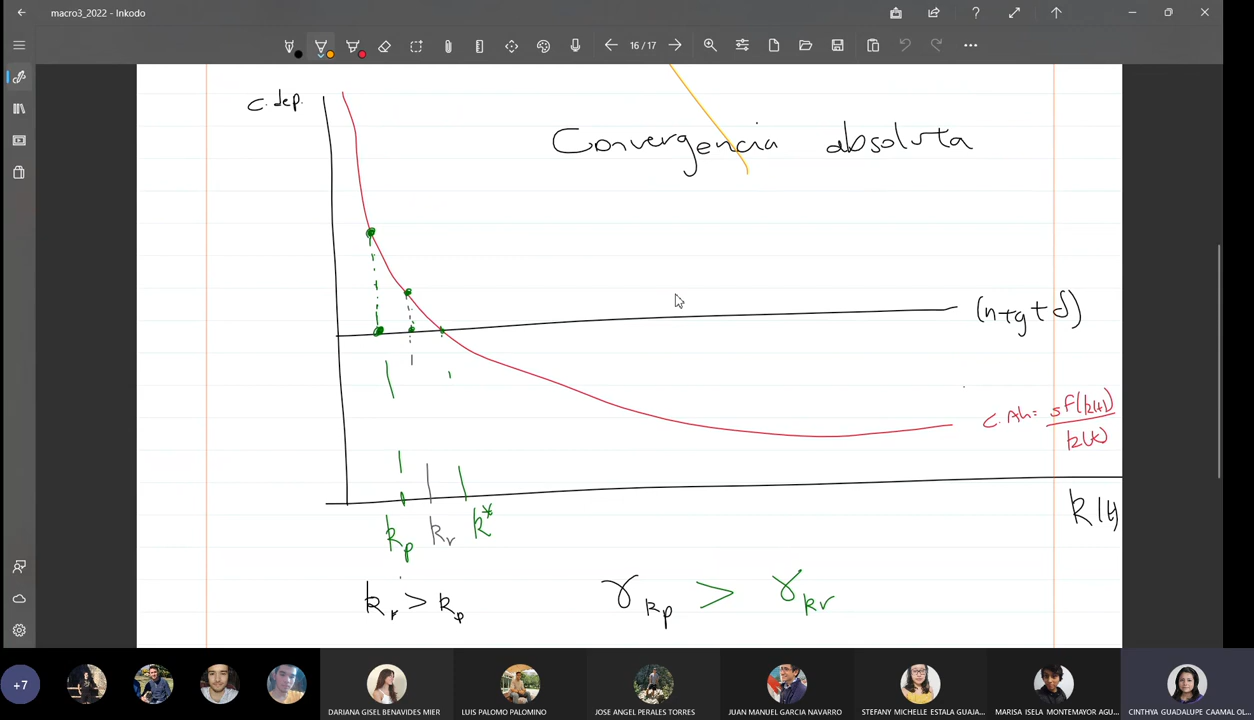 macro3_2022 - Inkodo
16 / 17
c. dep.
Convergencia absoluta
(n+g+δ)
c. Ah = sf(k(t))
k(t)
k(t)
kp kr k*
kr > kp γkp > γkr
+7
DARIANA GISEL BENAVIDES MIER
LUIS PALOMO PALOMINO
JOSE ANGEL PERALES TORRES
JUAN MANUEL GARCIA NAVARRO
STEFANY MICHELLE ESTALA GUAJA...
MARISA ISELA MONTEMAYOR AGU...
CINTHYA GUADALUPE CAAMAL OL...